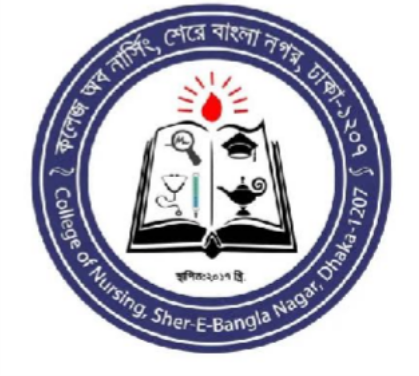 কলেজ অব নার্সিং, শেরে বাংলা নগর, ঢাকা-১২০৭
স্থাপিত:২০১৭ খ্রি.
College of Nursing, Sher-E-Bangla Nagar, Dhaka-1207